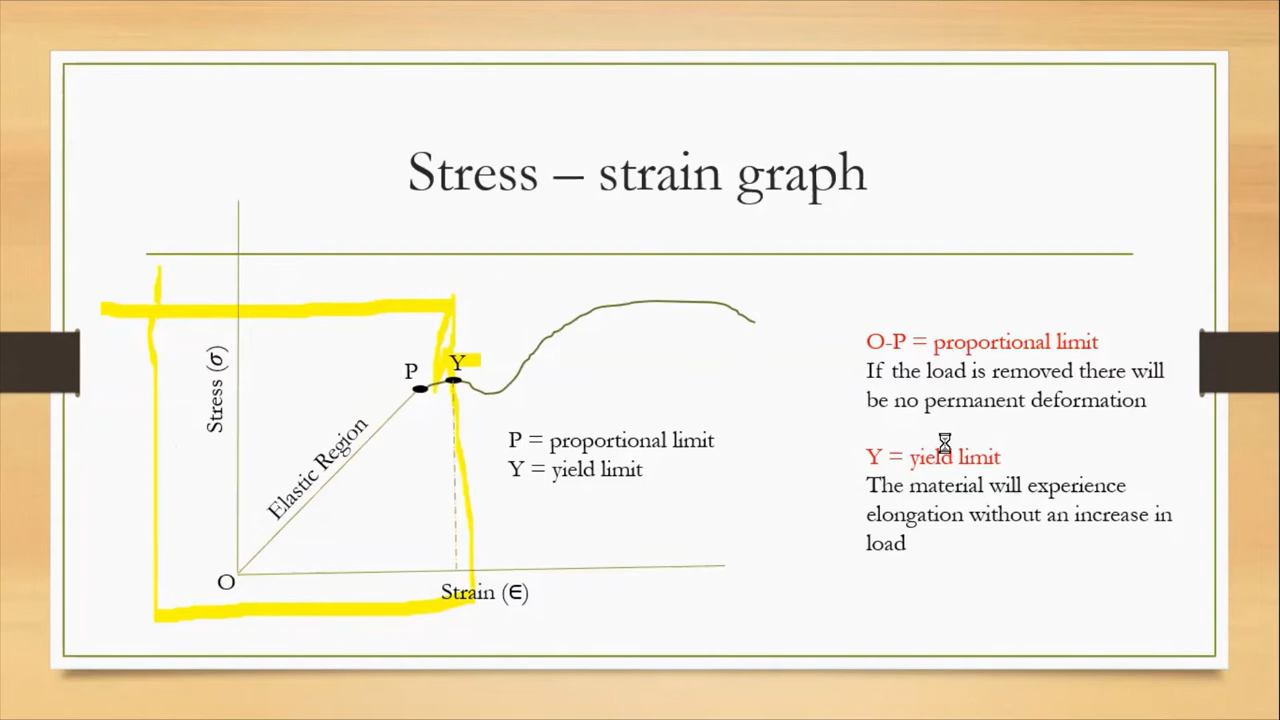 Stress – strain graph
Stress (σ)
P
Y
Elastic Region
P = proportional limit
Y = yield limit
O
Strain (∈)
O-P = proportional limit
If the load is removed there will
be no permanent deformation
Y = yield limit
The material will experience
elongation without an increase in
load